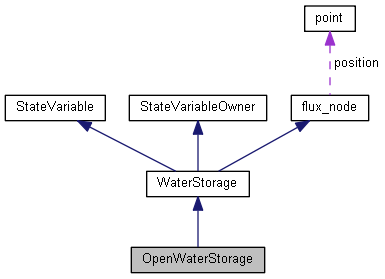 point
position
StateVariable
StateVariableOwner
flux_node
WaterStorage
OpenWaterStorage